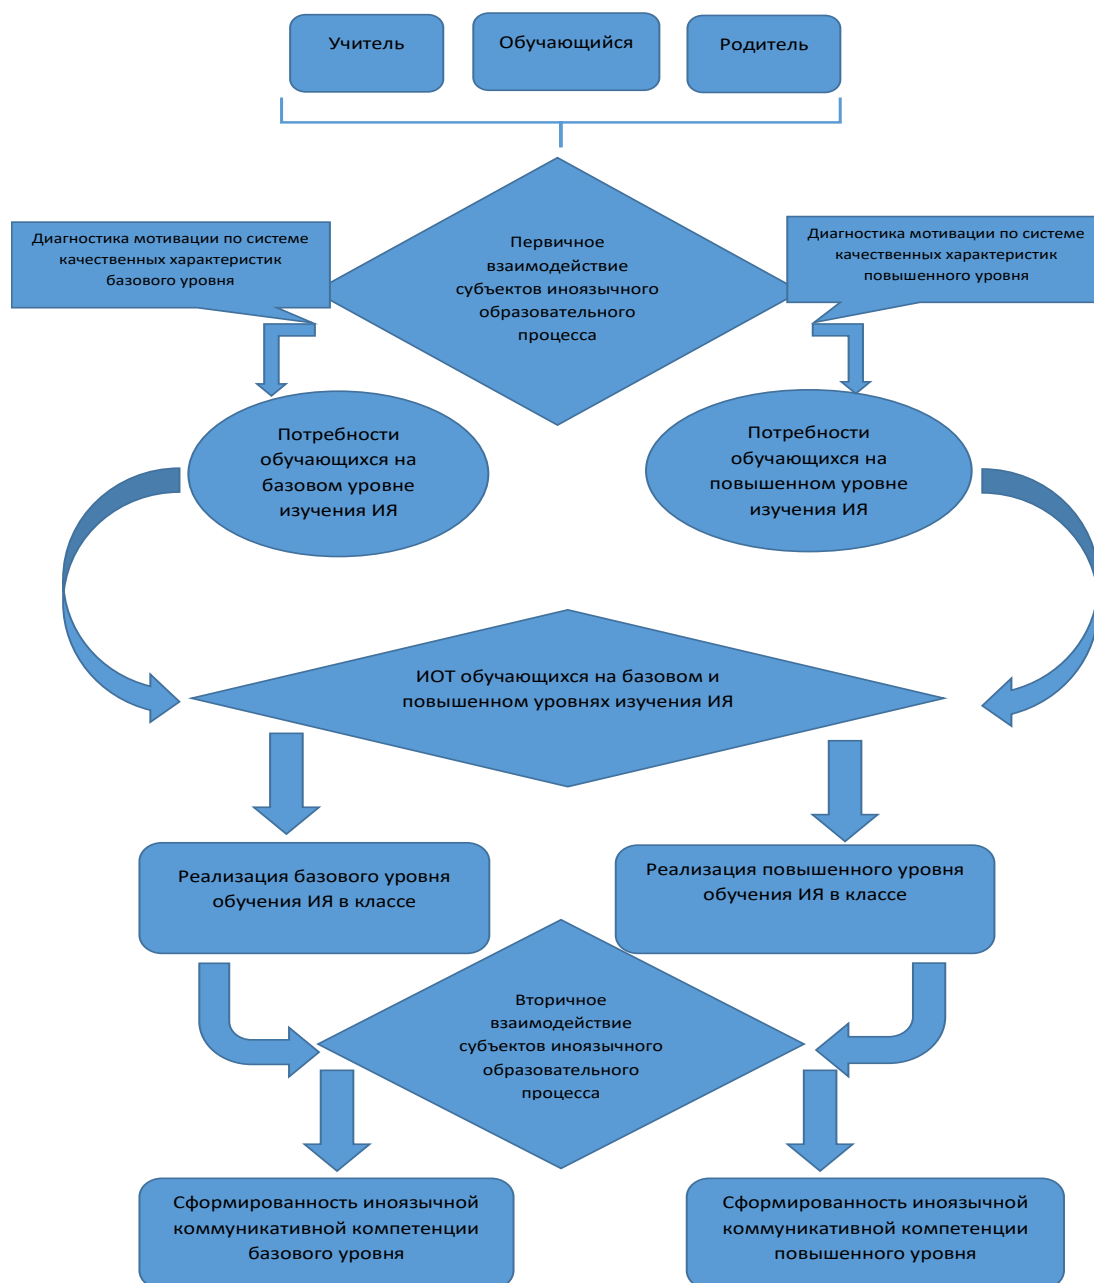 Учитель
Обучающийся
Родитель
Диагностика мотивации по системе
качественных характеристик
базового уровня
Первичное
взаимодействие
субъектов иноязычного
образовательного
процесса
Диагностика мотивации по системе
качественных характеристик
повышенного уровня
Потребности
обучающихся на
базовом уровне
изучения ИЯ
Потребности
обучающихся на
повышенном уровне
изучения ИЯ
ИОТ обучающихся на базовом и
повышенном уровнях изучения ИЯ
Реализация базового уровня
обучения ИЯ в классе
Реализация повышенного уровня
обучения ИЯ в классе
Вторичное
взаимодействие
субъектов иноязычного
образовательного
процесса
Сформированность иноязычной
коммуникативной компетенции
базового уровня
Сформированность иноязычной
коммуникативной компетенции
повышенного уровня